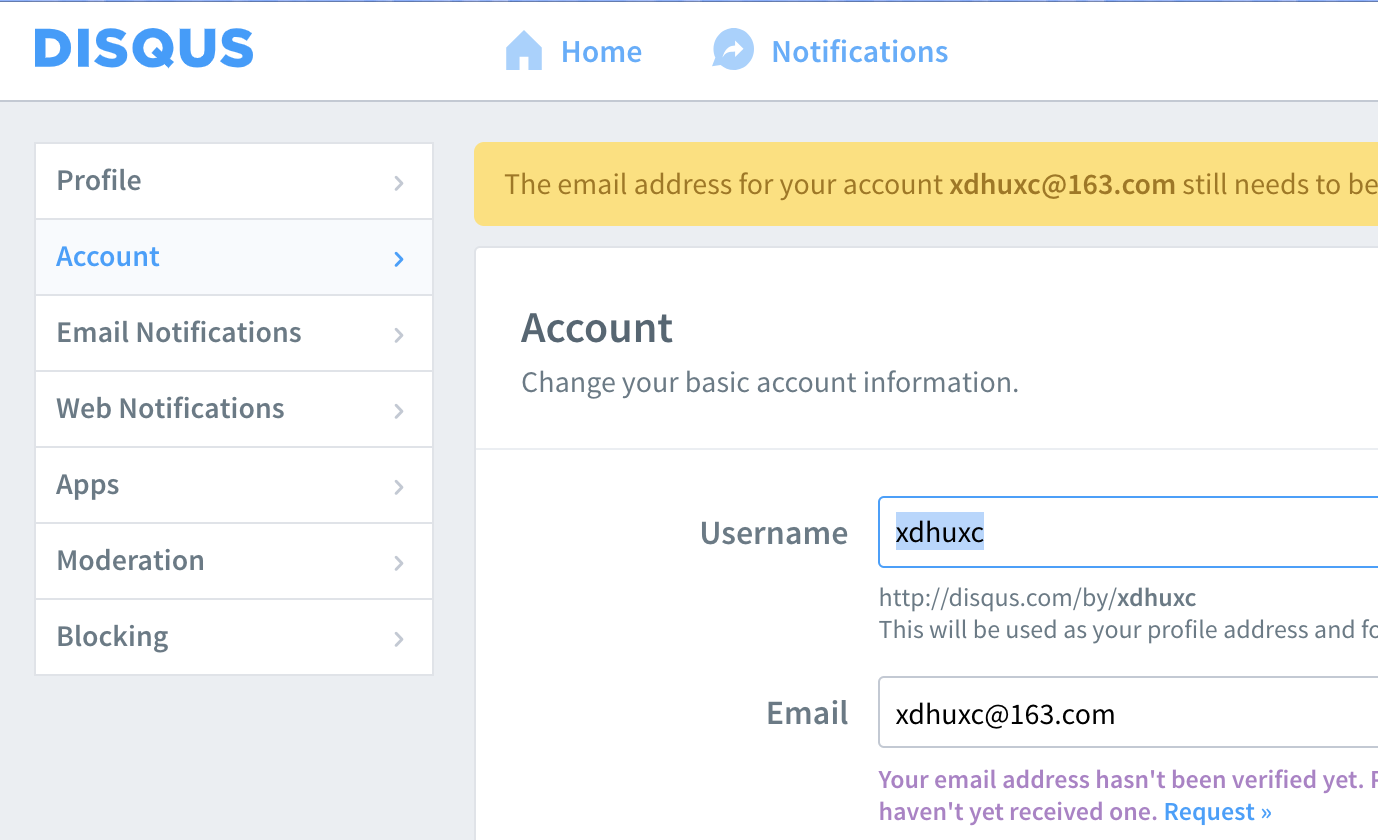 DISQUS
Home
Notifications
Profile
Account
Email Notifications
Web Notifications
Apps
Moderation
Blocking
The email address for your account xdhuxc@163.com still needs to be
Account
Change your basic account information.
Username
xdhuxc
http://disqus.com/by/xdhuxc
This will be used as your profile address and fo
Email
xdhuxc@163.com
Your email address hasn't been verified yet. P
haven't yet received one. Request »